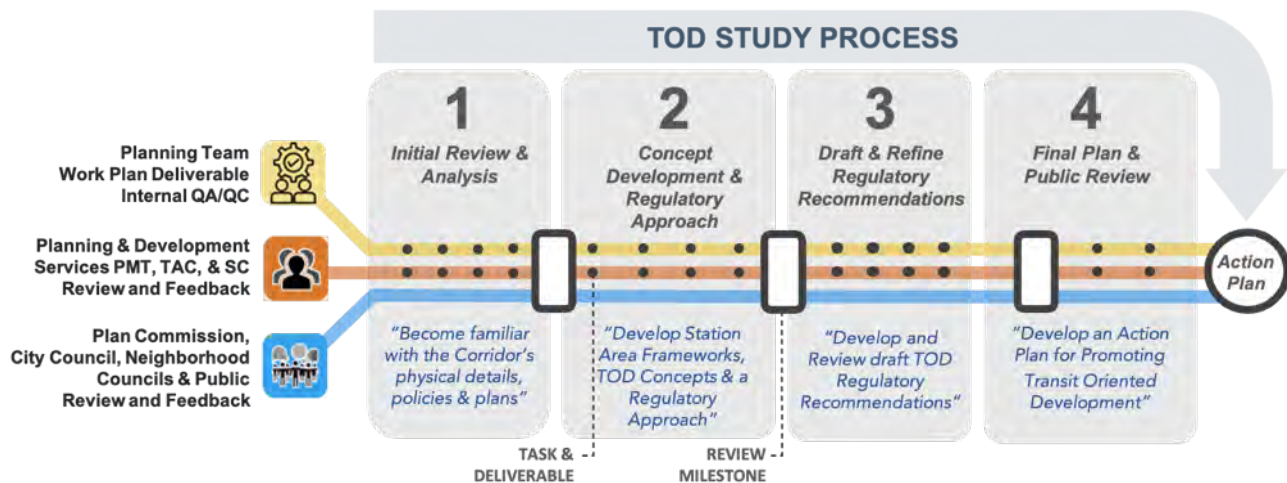 TOD STUDY PROCESS
Planning Team
Work Plan Deliverable
Internal QA/QC
Planning & Development
Services PMT, TAC, & SC
Review and Feedback
Plan Commission,
City Council, Neighborhood
Councils & Public
Review and Feedback
1
Initial Review &
Analysis
"Become familiar
with the Corridor's
physical details,
policies & plans"
2
Concept
Development &
Regulatory
Approach
"Develop Station
Area Frameworks,
TOD Concepts & a
Regulatory
Approach"
3
Draft & Refine
Regulatory
Recommendations
"Develop and
Review draft TOD
Regulatory
Recommendations"
4
Final Plan &
Public Review
"Develop an Action
Plan for Promoting
Transit Oriented
Development"
Action
Plan
TASK &
DELIVERABLE
REVIEW
MILESTONE